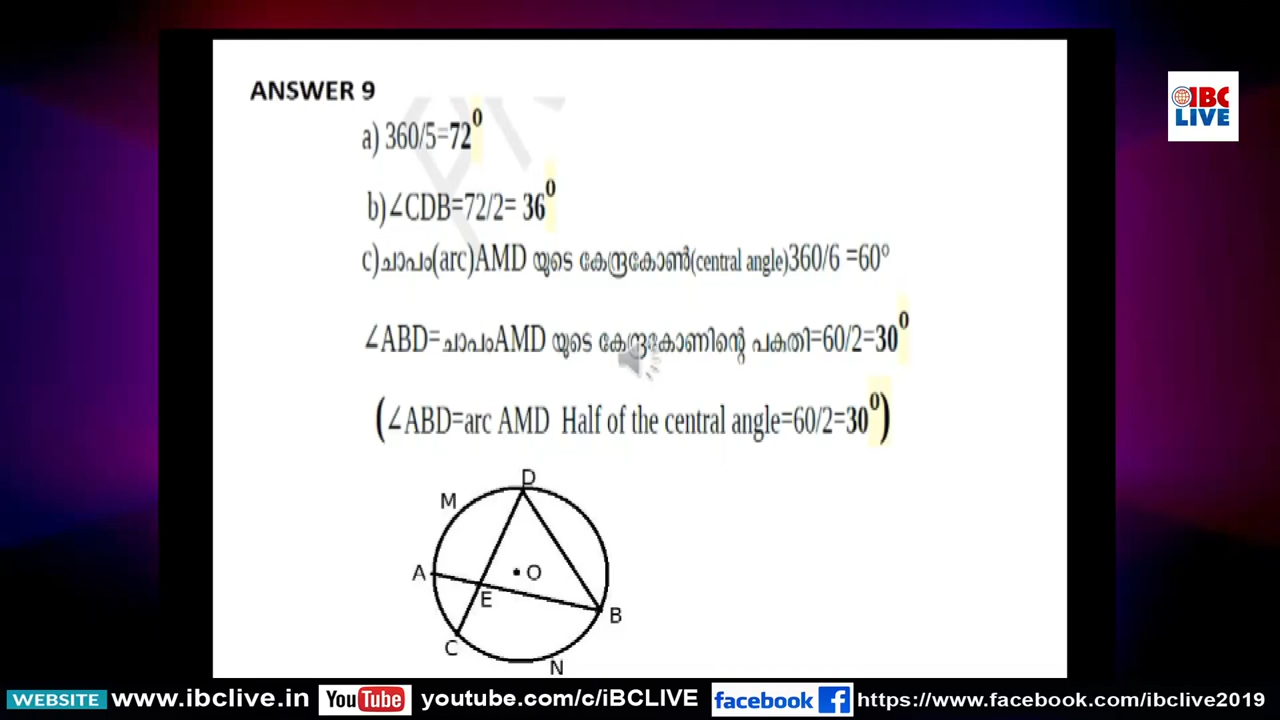 ANSWER 9
IBC
LIVE
a) 360/5=72⁰
b)∠CDB=72/2= 36⁰
c)ചാപം(arc)AMD യുടെ കേന്ദ്രകോൺ(central angle)360/6 =60⁰
∠ABD=ചാപംAMD യുടെ കേന്ദ്രകോണിന്റെ പകുതി=60/2=30⁰
(∠ABD=arc AMD Half of the central angle=60/2=30⁰)
D
M
A
O
E
B
C
N
WEBSITE www.ibclive.in YouTube youtube.com/c/iBCLIVE facebook f https://www.facebook.com/ibclive2019